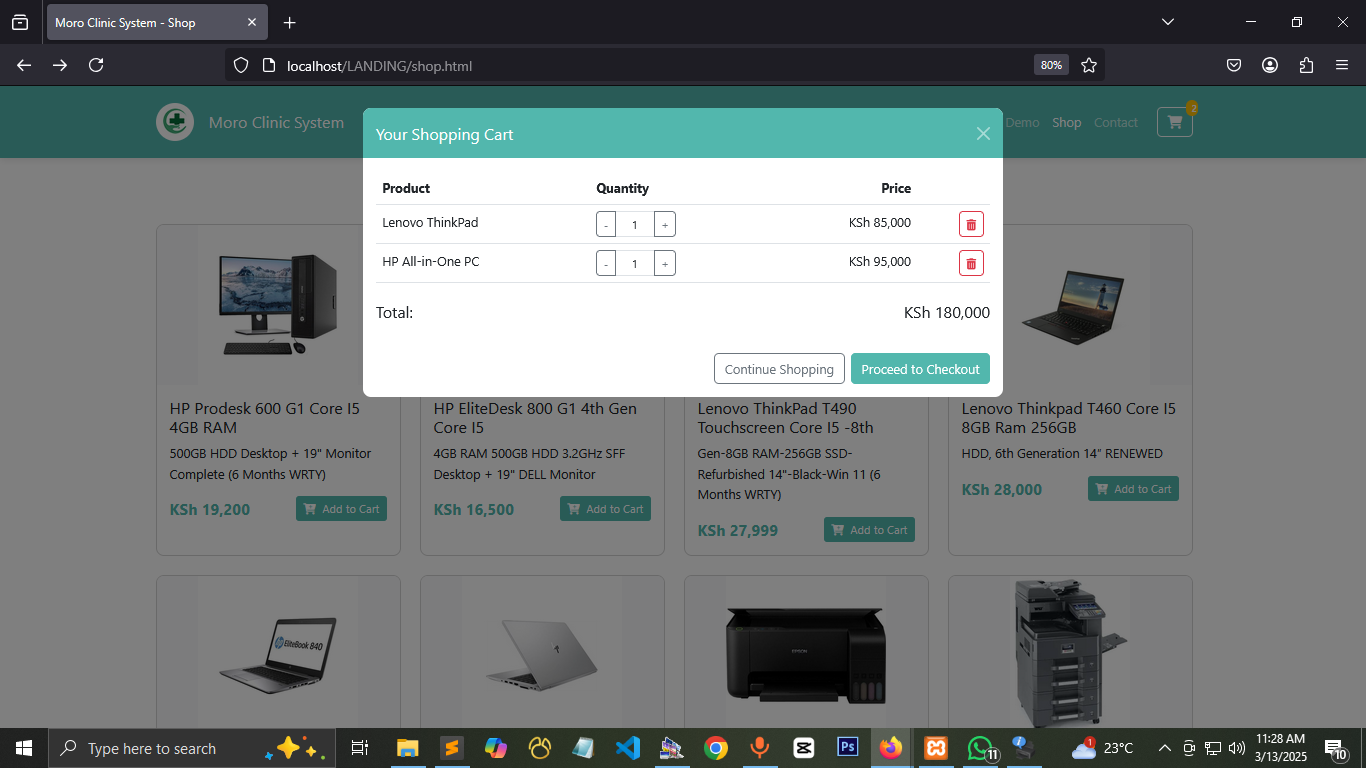 Moro Clinic System - Shop
localhost/LANDING/shop.html
80%
Moro Clinic System
Demo
Shop
Contact
2
Your Shopping Cart
Product Quantity Price
Lenovo ThinkPad - 1 + KSh 85,000
HP All-in-One PC - 1 + KSh 95,000
Total: KSh 180,000
Continue Shopping
Proceed to Checkout
HP Prodesk 600 G1 Core I5
4GB RAM
500GB HDD Desktop + 19" Monitor
Complete (6 Months WRTY)
KSh 19,200
Add to Cart
HP EliteDesk 800 G1 4th Gen
Core I5
4GB RAM 500GB HDD 3.2GHz SFF
Desktop + 19" DELL Monitor
KSh 16,500
Add to Cart
Lenovo ThinkPad T490
Touchscreen Core I5 -8th
Gen-8GB RAM-256GB SSD-
Refurbished 14"-Black-Win 11 (6
Months WRTY)
KSh 27,999
Add to Cart
Lenovo Thinkpad T460 Core I5
8GB Ram 256GB
HDD, 6th Generation 14" RENEWED
KSh 28,000
Add to Cart
EliteBook 840
EPSON
Type here to search
Ps
11
1
23°C
11:28 AM
3/13/2025
10